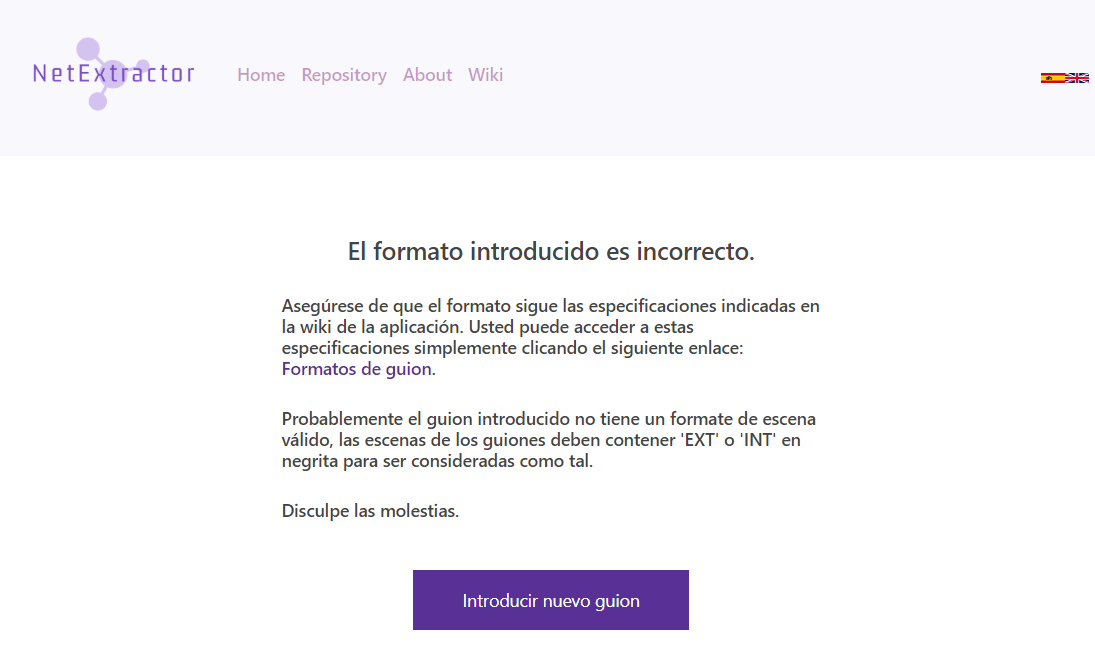 NetExtractor
Home Repository About Wiki
El formato introducido es incorrecto.
Asegúrese de que el formato sigue las especificaciones indicadas en
la wiki de la aplicación. Usted puede acceder a estas
especificaciones simplemente clicando el siguiente enlace:
Formatos de guion.
Probablemente el guion introducido no tiene un formate de escena
válido, las escenas de los guiones deben contener 'EXT' o 'INT' en
negrita para ser consideradas como tal.
Disculpe las molestias.
Introducir nuevo guion